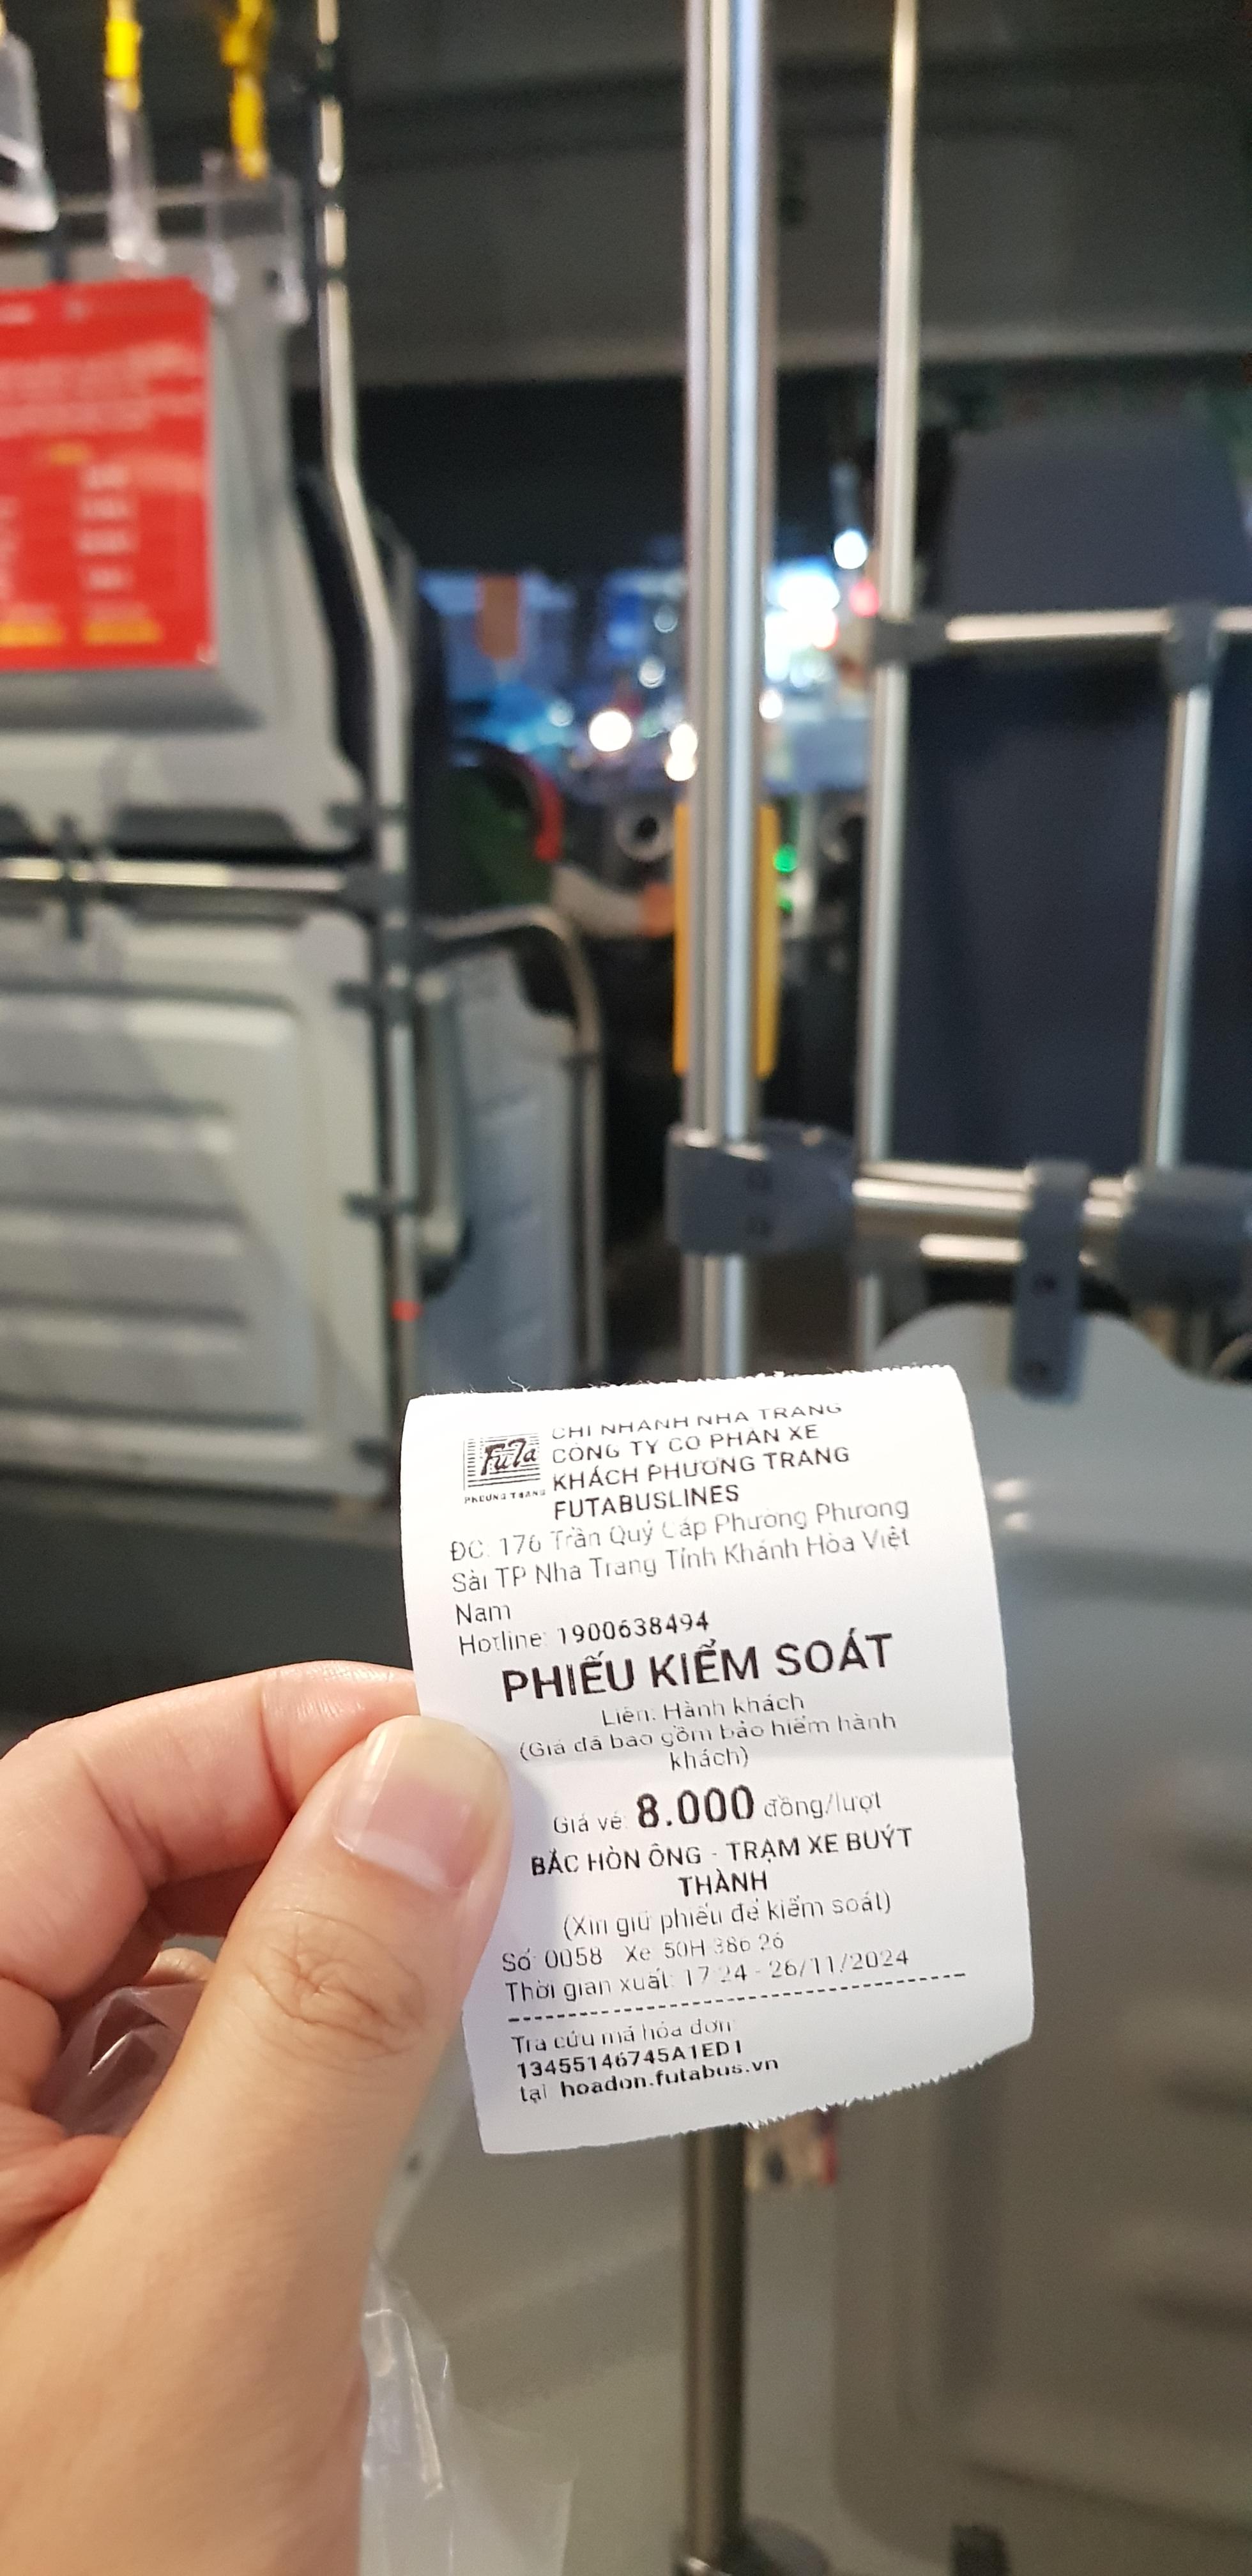 FuTa
PHƯƠNG TRANG
CHI NHÁNH NHA TRANG
CÔNG TY CỔ PHẦN XE
KHÁCH PHƯƠNG TRANG
FUTABUSLINES
ĐC: 176 Trần Quý Cáp Phường Phương
Sài TP Nha Trang Tỉnh Khánh Hòa Việt
Nam
Hotline: 1900638494
PHIẾU KIỂM SOÁT
Liên: Hành khách
(Giá đã bao gồm bảo hiểm hành
khách)
Giá vé: 8.000 đồng/lượt
BẮC HÒN ÔNG - TRẠM XE BUÝT
THÀNH
(Xin giữ phiếu để kiểm soát)
Số: 0058 Xe 50H 386 26
Thời gian xuất: 17:24 - 26/11/2024
Tra cứu mã hóa đơn:
13455146745A1ED1
tại hoadon.futabus.vn